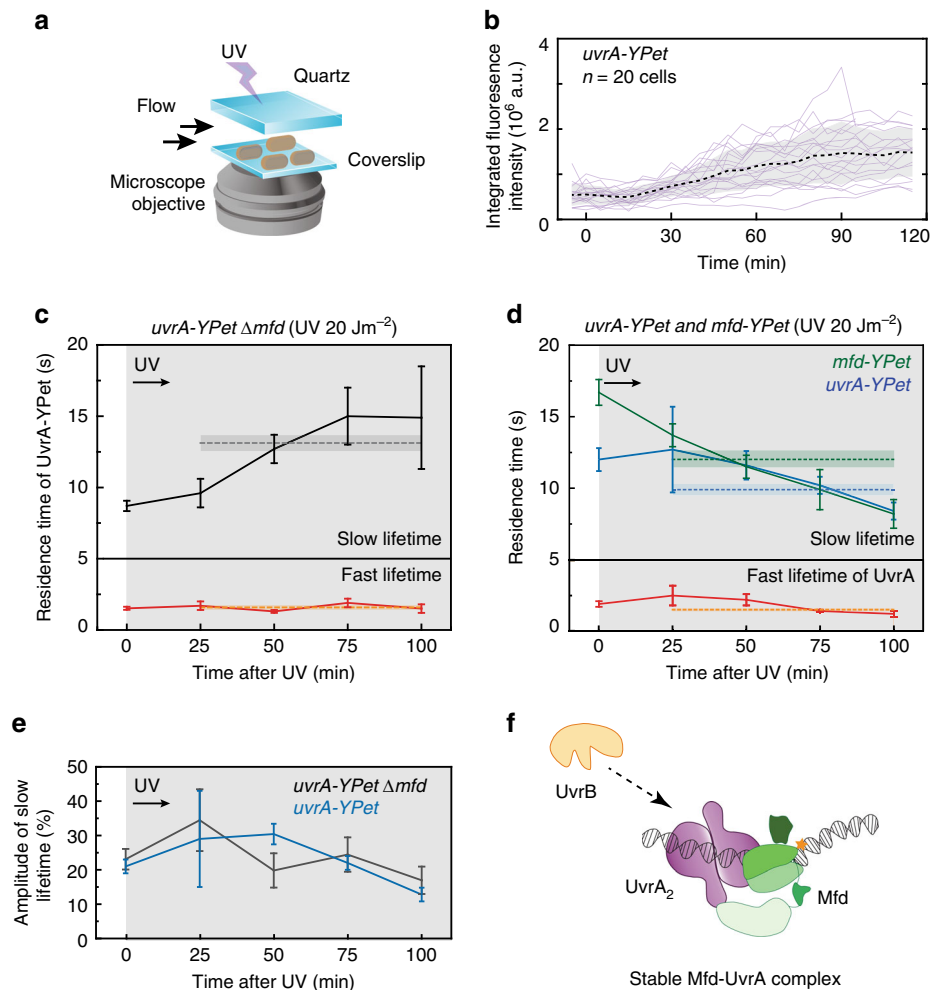 a
UV
Quartz
Flow
Coverslip
Microscope
objective
b
uvrA-YPet
n = 20 cells
Integrated fluoresence
intensity (10⁶ a.u.)
4
2
0
0 30 60 90 120
Time (min)
c
uvrA-YPet Δmfd (UV 20 Jm⁻²)
UV
Residence time of UvrA-YPet (s)
20
15
10
5
0
Slow lifetime
Fast lifetime
0 25 50 75 100
Time after UV (min)
d
uvrA-YPet and mfd-YPet (UV 20 Jm⁻²)
UV
mfd-YPet
uvrA-YPet
Residence time (s)
20
15
10
5
0
Slow lifetime
Fast lifetime of UvrA
0 25 50 75 100
Time after UV (min)
e
UV
uvrA-YPet Δmfd
uvrA-YPet
Amplitude of slow
lifetime (%)
50
40
30
20
10
0
0 25 50 75 100
Time after UV (min)
f
UvrB
UvrA₂
Mfd
Stable Mfd-UvrA complex